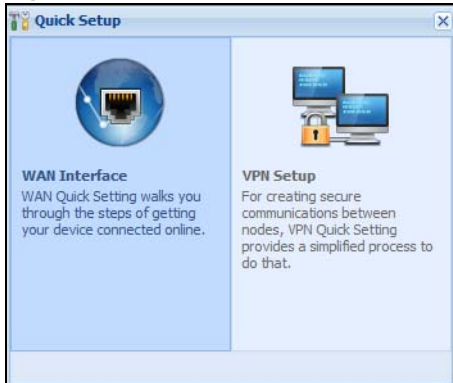 Quick Setup
WAN Interface
WAN Quick Setting walks you
through the steps of getting
your device connected online.
VPN Setup
For creating secure
communications between
nodes, VPN Quick Setting
provides a simplified process to
do that.